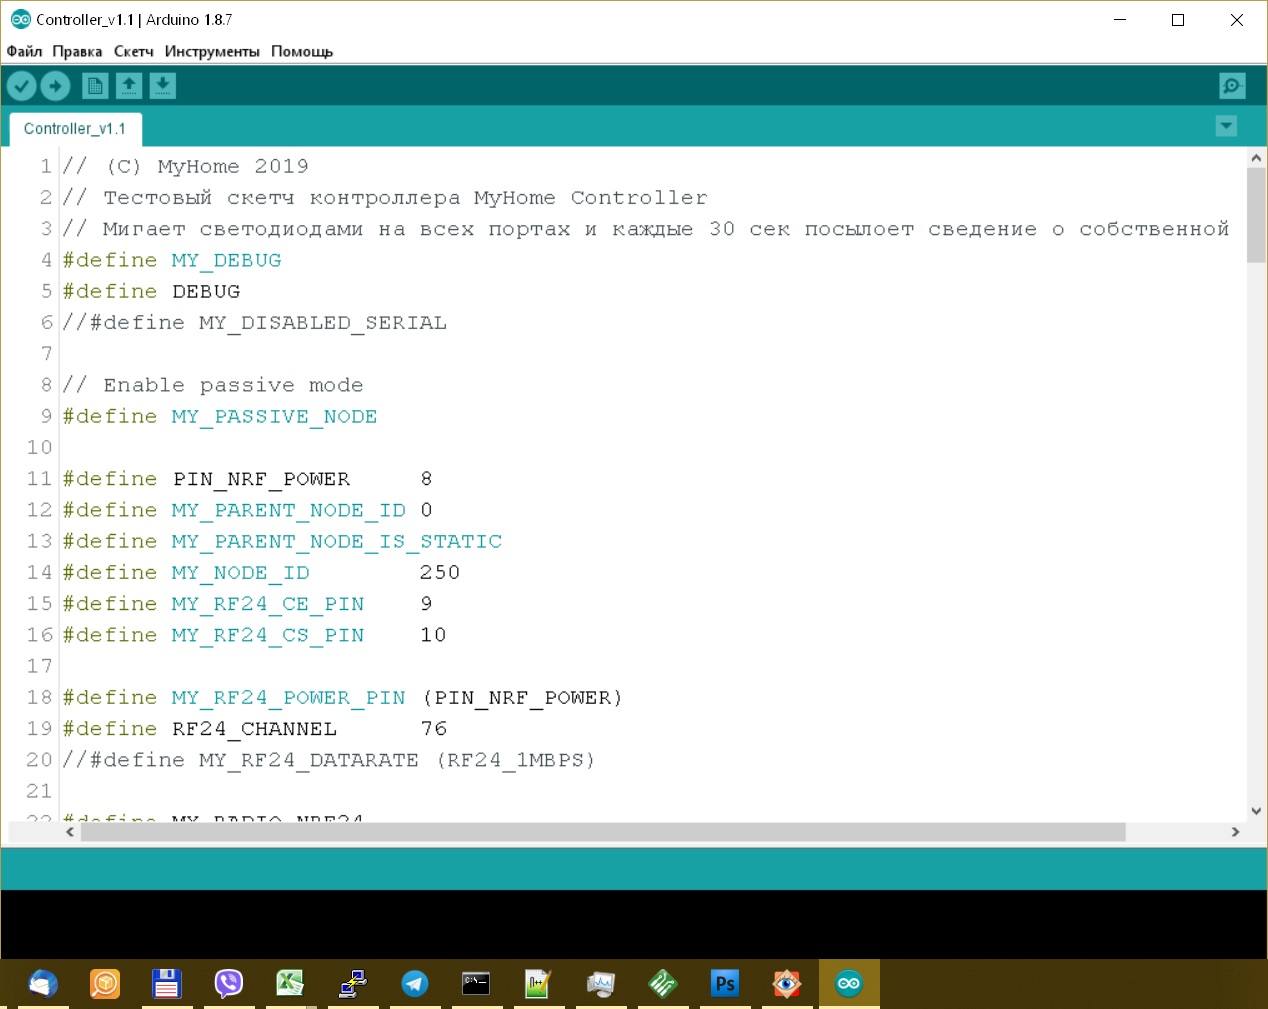 Controller_v1.1 | Arduino 1.8.7
Файл Правка Скетч Инструменты Помощь
Controller_v1.1
1 // (C) MyHome 2019
2 // Тестовый скетч контроллера MyHome Controller
3 // Мигает светодиодами на всех портах и каждые 30 сек посылоет сведение о собственной
4 #define MY_DEBUG
5 #define DEBUG
6 //#define MY_DISABLED_SERIAL
7
8 // Enable passive mode
9 #define MY_PASSIVE_NODE
10
11 #define PIN_NRF_POWER 8
12 #define MY_PARENT_NODE_ID 0
13 #define MY_PARENT_NODE_IS_STATIC
14 #define MY_NODE_ID 250
15 #define MY_RF24_CE_PIN 9
16 #define MY_RF24_CS_PIN 10
17
18 #define MY_RF24_POWER_PIN (PIN_NRF_POWER)
19 #define RF24_CHANNEL 76
20 //#define MY_RF24_DATARATE (RF24_1MBPS)
21
22 #define MY_RADIO_NRF24
Ps